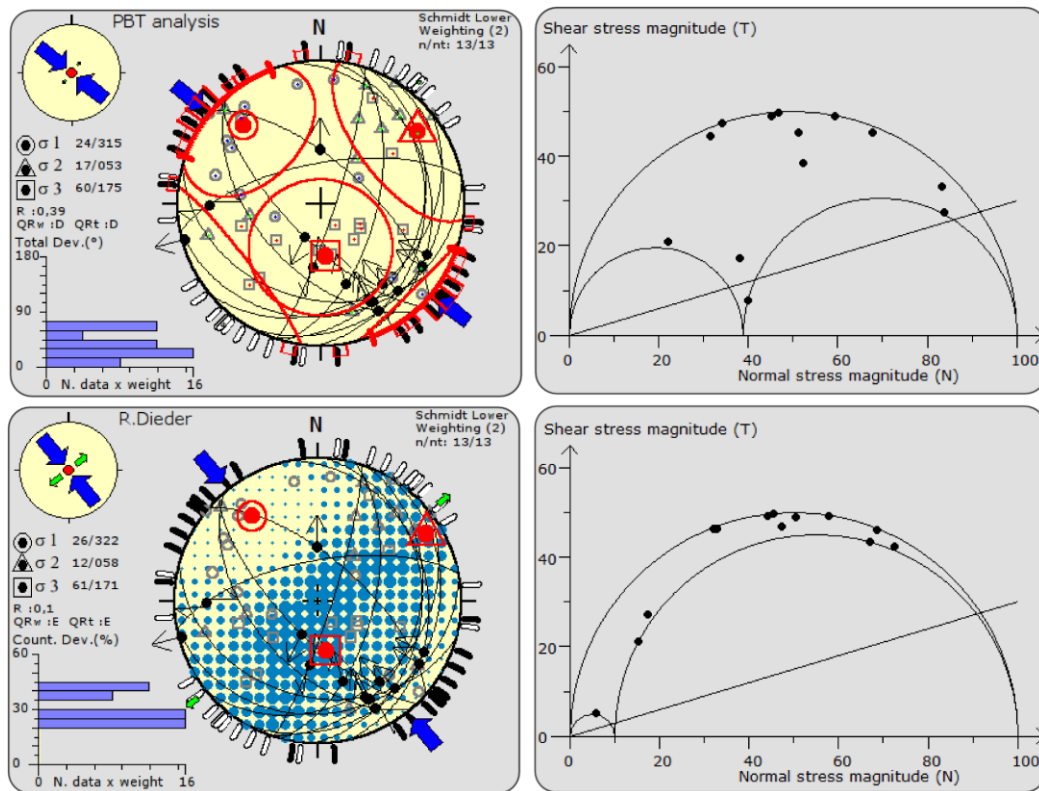 PBT analysis
N
Schmidt Lower
Weighting (2)
n/nt: 13/13
σ 1 24/315
σ 2 17/053
σ 3 60/175
R :0,39
QRw :D QRt :D
Total Dev.(°)
180
90
0
0 16
N. data x weight
Shear stress magnitude (T)
60
40
20
0
0 20 40 60 80 100
Normal stress magnitude (N)
R.Dieder
N
Schmidt Lower
Weighting (2)
n/nt: 13/13
σ 1 26/322
σ 2 12/058
σ 3 61/171
R :0,1
QRw :E QRt :E
Count. Dev.(%)
60
30
0
0 16
N. data x weight
Shear stress magnitude (T)
60
40
20
0
0 20 40 60 80 100
Normal stress magnitude (N)